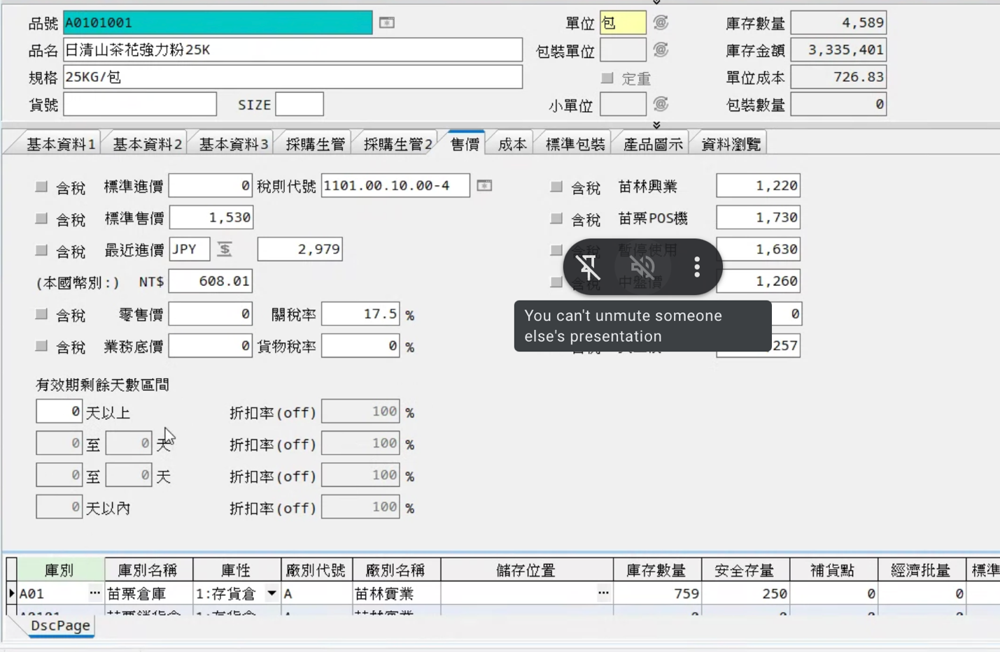 品號 A0101001 單位 包 庫存數量 4,589
品名 日清山茶花強力粉25K 包裝單位 庫存金額 3,335,401
規格 25KG/包 定重 單位成本 726.83
貨號 SIZE 小單位 包裝數量 0
基本資料1 基本資料2 基本資料3 採購生管 採購生管2 售價 成本 標準包裝 產品圖示 資料瀏覽
含稅 標準進價 0 稅則代號 1101.00.10.00-4 含稅 苗林興業 1,220
含稅 標準售價 1,530 含稅 苗栗POS機 1,730
含稅 最近進價 JPY 2,979 含稅 暫停使用 1,630
(本國幣別:) NT$ 608.01 含稅 中盤價 1,260
含稅 零售價 0 關稅率 17.5 % 0
You can't unmute someone
else's presentation
含稅 業務底價 0 貨物稅率 0 % 257
有效期剩餘天數區間
0 天以上 折扣率(off) 100 %
0 至 0 天 折扣率(off) 100 %
0 至 0 天 折扣率(off) 100 %
0 天以內 折扣率(off) 100 %
庫別 庫別名稱 庫性 廠別代號 廠別名稱 儲存位置 庫存數量 安全存量 補貨點 經濟批量 標準
A01 ... 苗栗倉庫 1:存貨倉 A 苗林實業 ... 759 250 0 0
DscPage